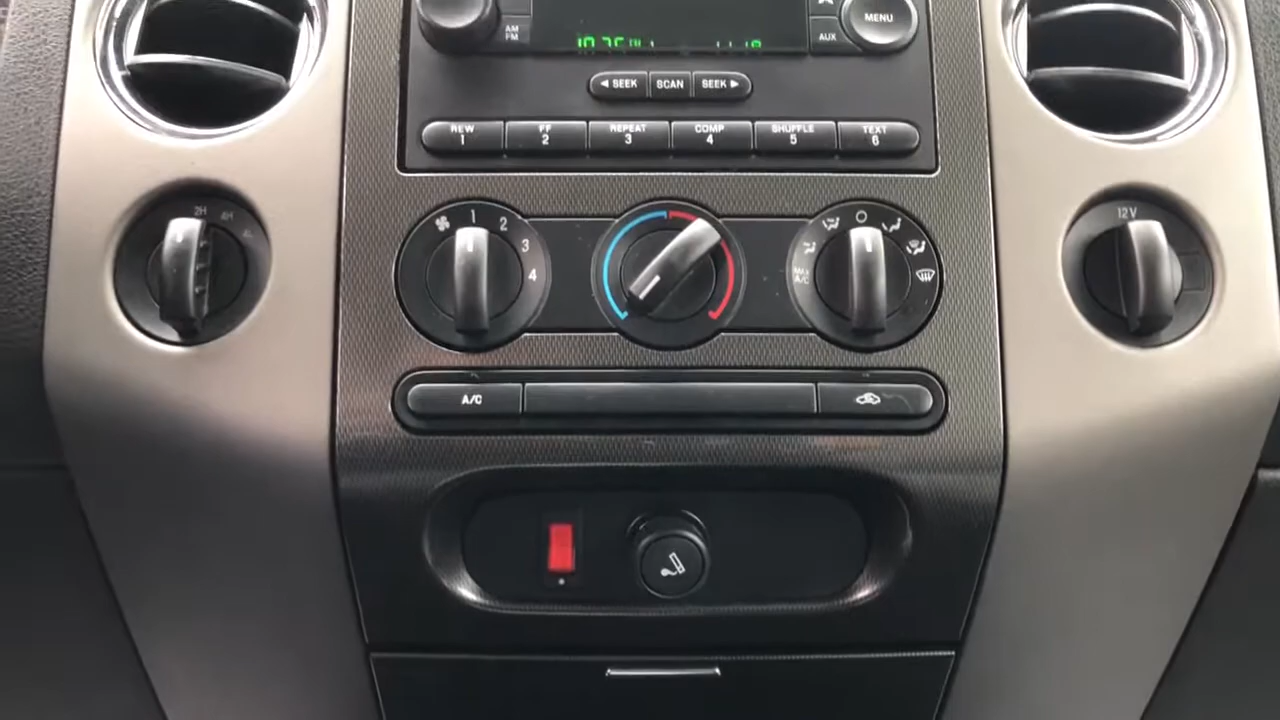 MENU
AM
FM
AUX
◄ SEEK
SCAN
SEEK ►
REW
1
FF
2
REPEAT
3
COMP
4
SHUFFLE
5
TEXT
6
2H
4H
1
2
3
4
MAX
A/C
12V
A/C